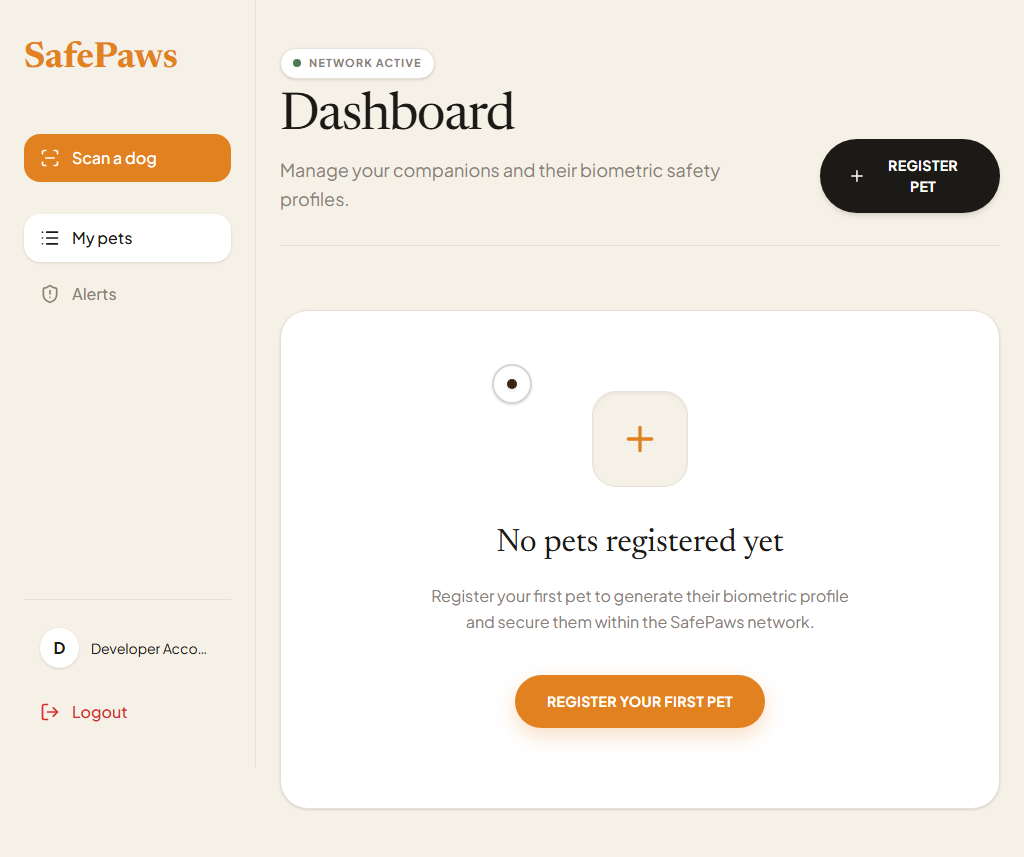 SafePaws
Scan a dog
My pets
Alerts
D
Developer Acco...
Logout
NETWORK ACTIVE
Dashboard
Manage your companions and their biometric safety
profiles.
REGISTER
PET
No pets registered yet
Register your first pet to generate their biometric profile
and secure them within the SafePaws network.
REGISTER YOUR FIRST PET